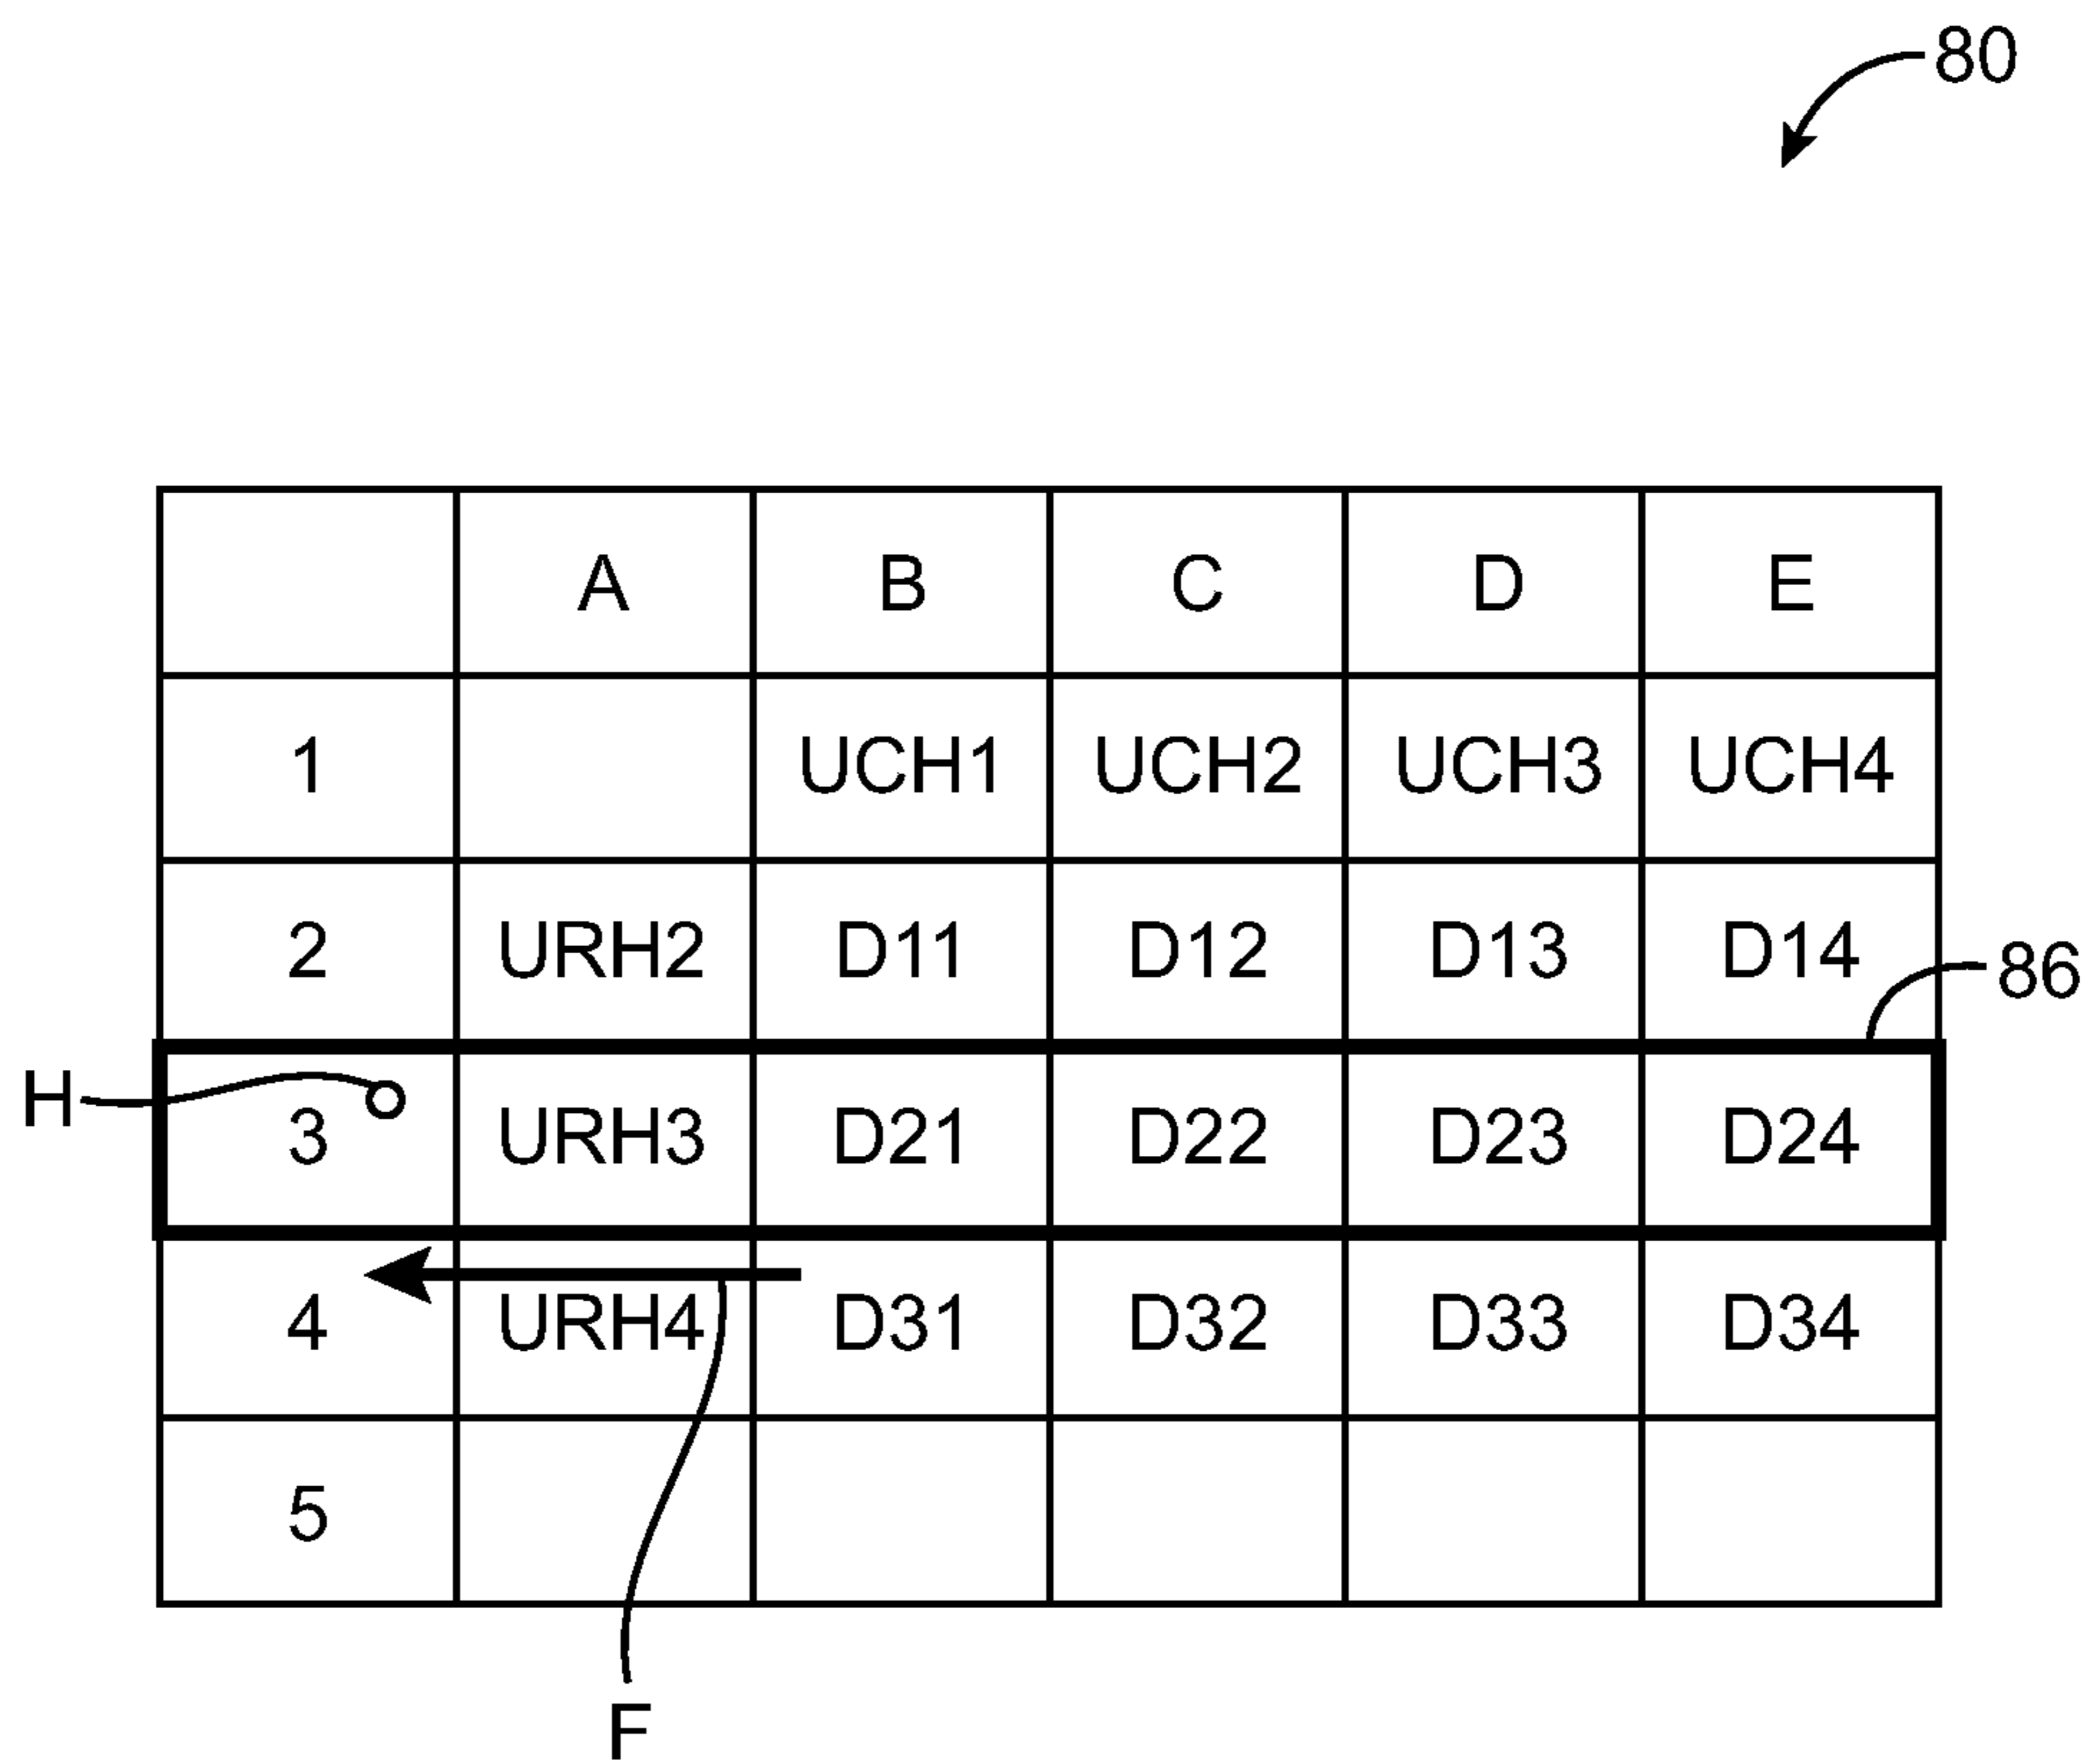 80
A B C D E
1 UCH1 UCH2 UCH3 UCH4
2 URH2 D11 D12 D13 D14
86
H
3 URH3 D21 D22 D23 D24
4 URH4 D31 D32 D33 D34
5
F